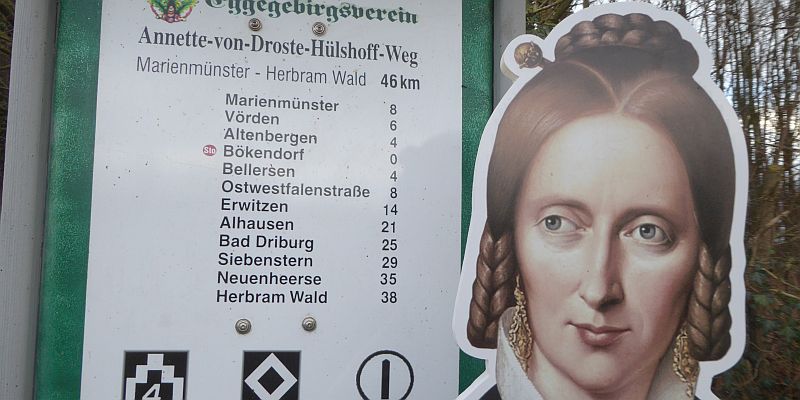 Eggegebirgsverein
Annette-von-Droste-Hülshoff-Weg
Marienmünster - Herbram Wald 46 km
Marienmünster 8
Vörden 6
Altenbergen 4
Sto Bökendorf 0
Bellersen 4
Ostwestfalenstraße 8
Erwitzen 14
Alhausen 21
Bad Driburg 25
Siebenstern 29
Neuenheerse 35
Herbram Wald 38
4